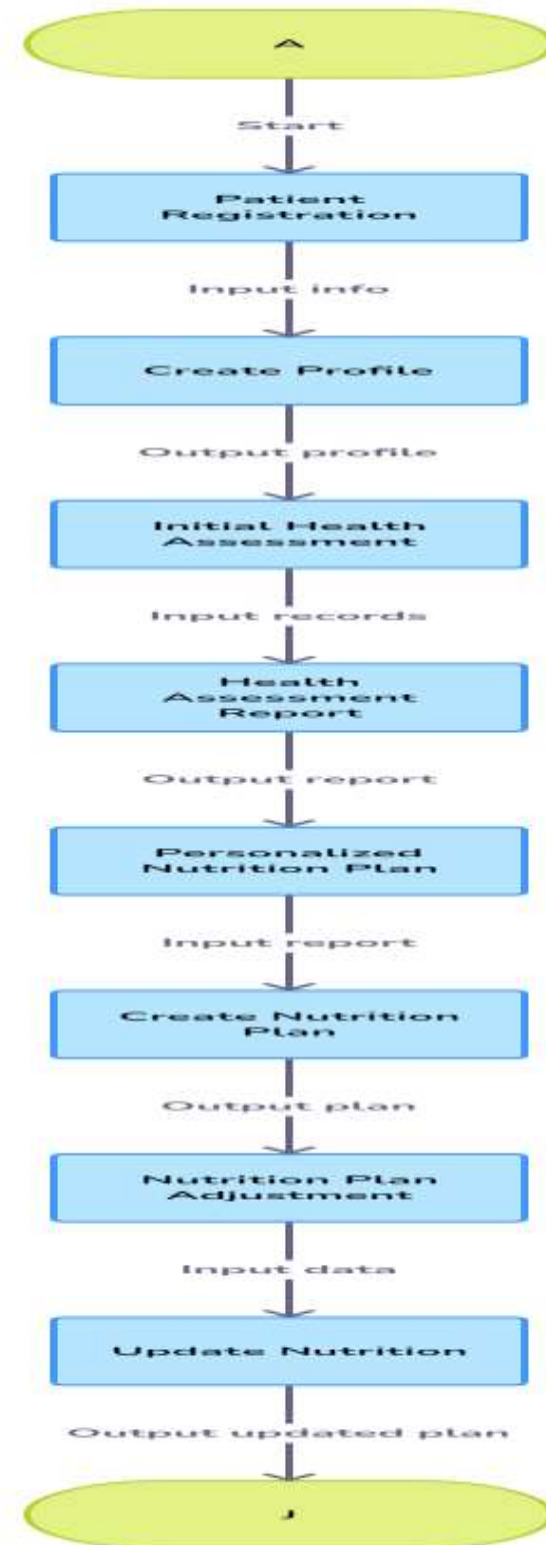 A
Start
Patient
Registration
Input info
Create Profile
Output profile
Initial Health
Assessment
Input records
Health
Assessment
Report
Output report
Personalized
Nutrition Plan
Input report
Create Nutrition
Plan
Output plan
Nutrition Plan
Adjustment
Input data
Update Nutrition
Output updated plan
J